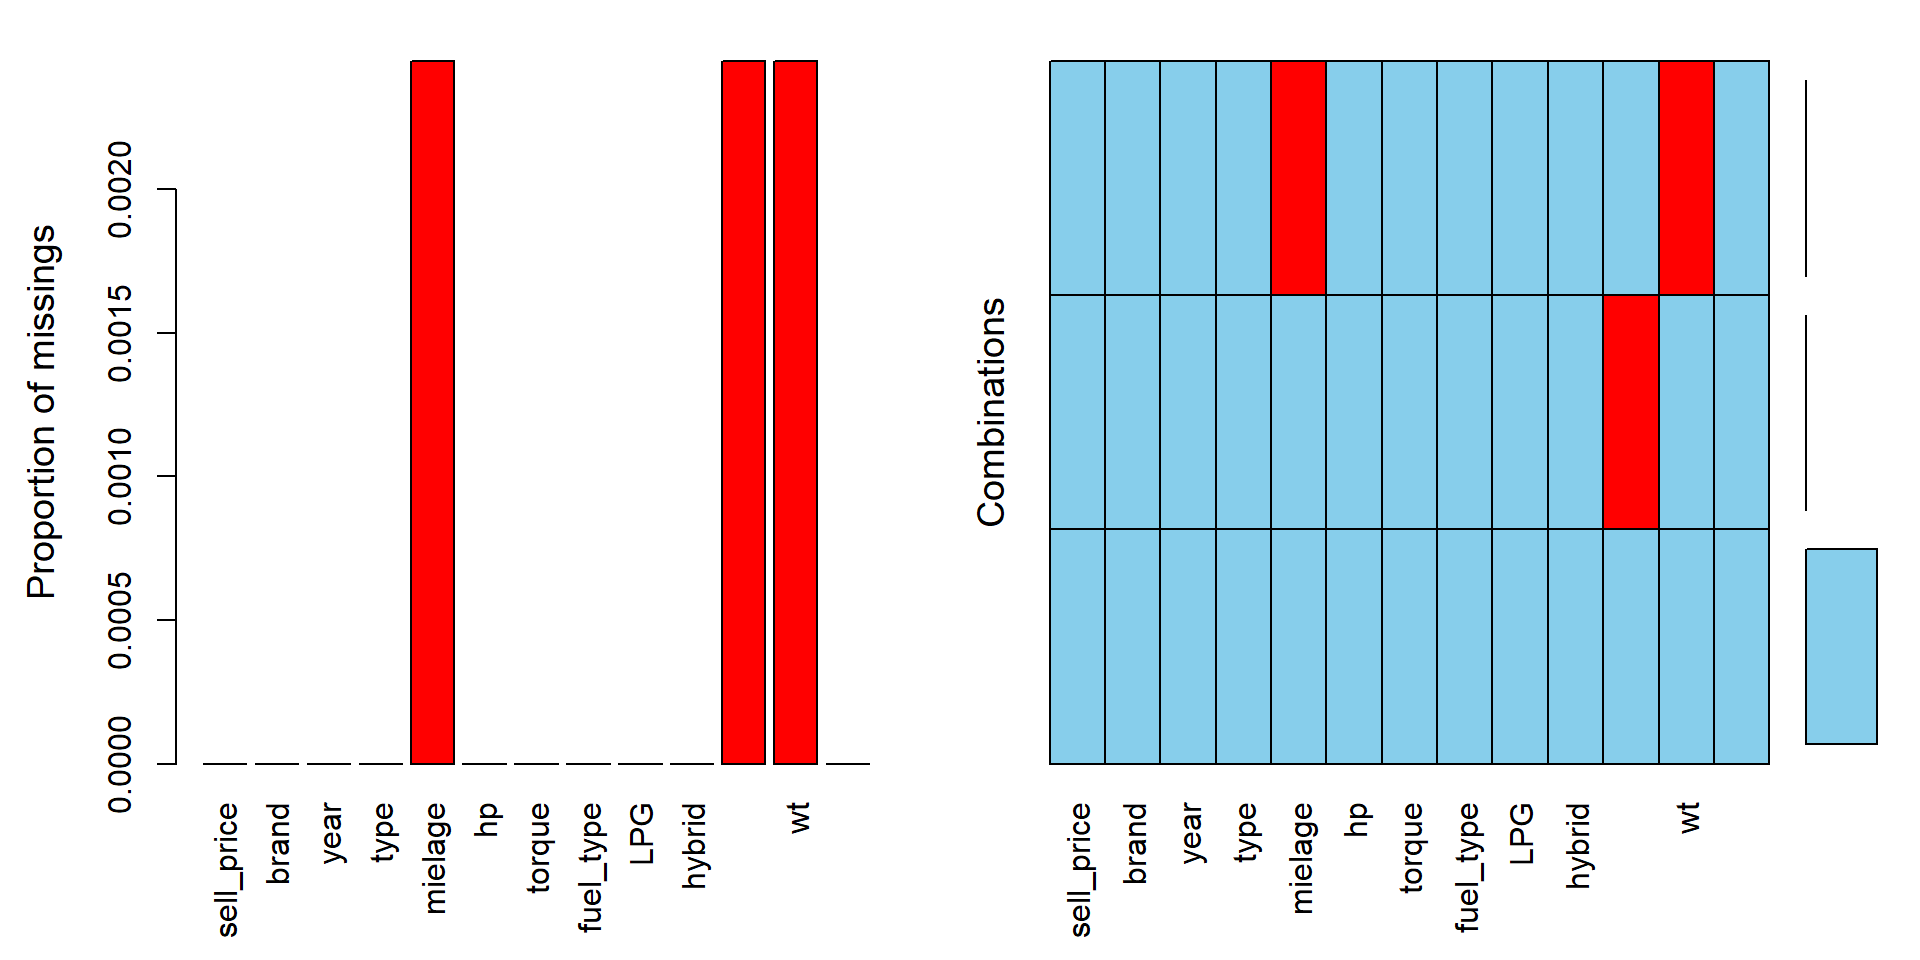 Proportion of missings
0.0020
0.0015
0.0010
0.0005
0.0000
sell_price
brand
year
type
mielage
hp
torque
fuel_type
LPG
hybrid
wt
Combinations
sell_price
brand
year
type
mielage
hp
torque
fuel_type
LPG
hybrid
wt